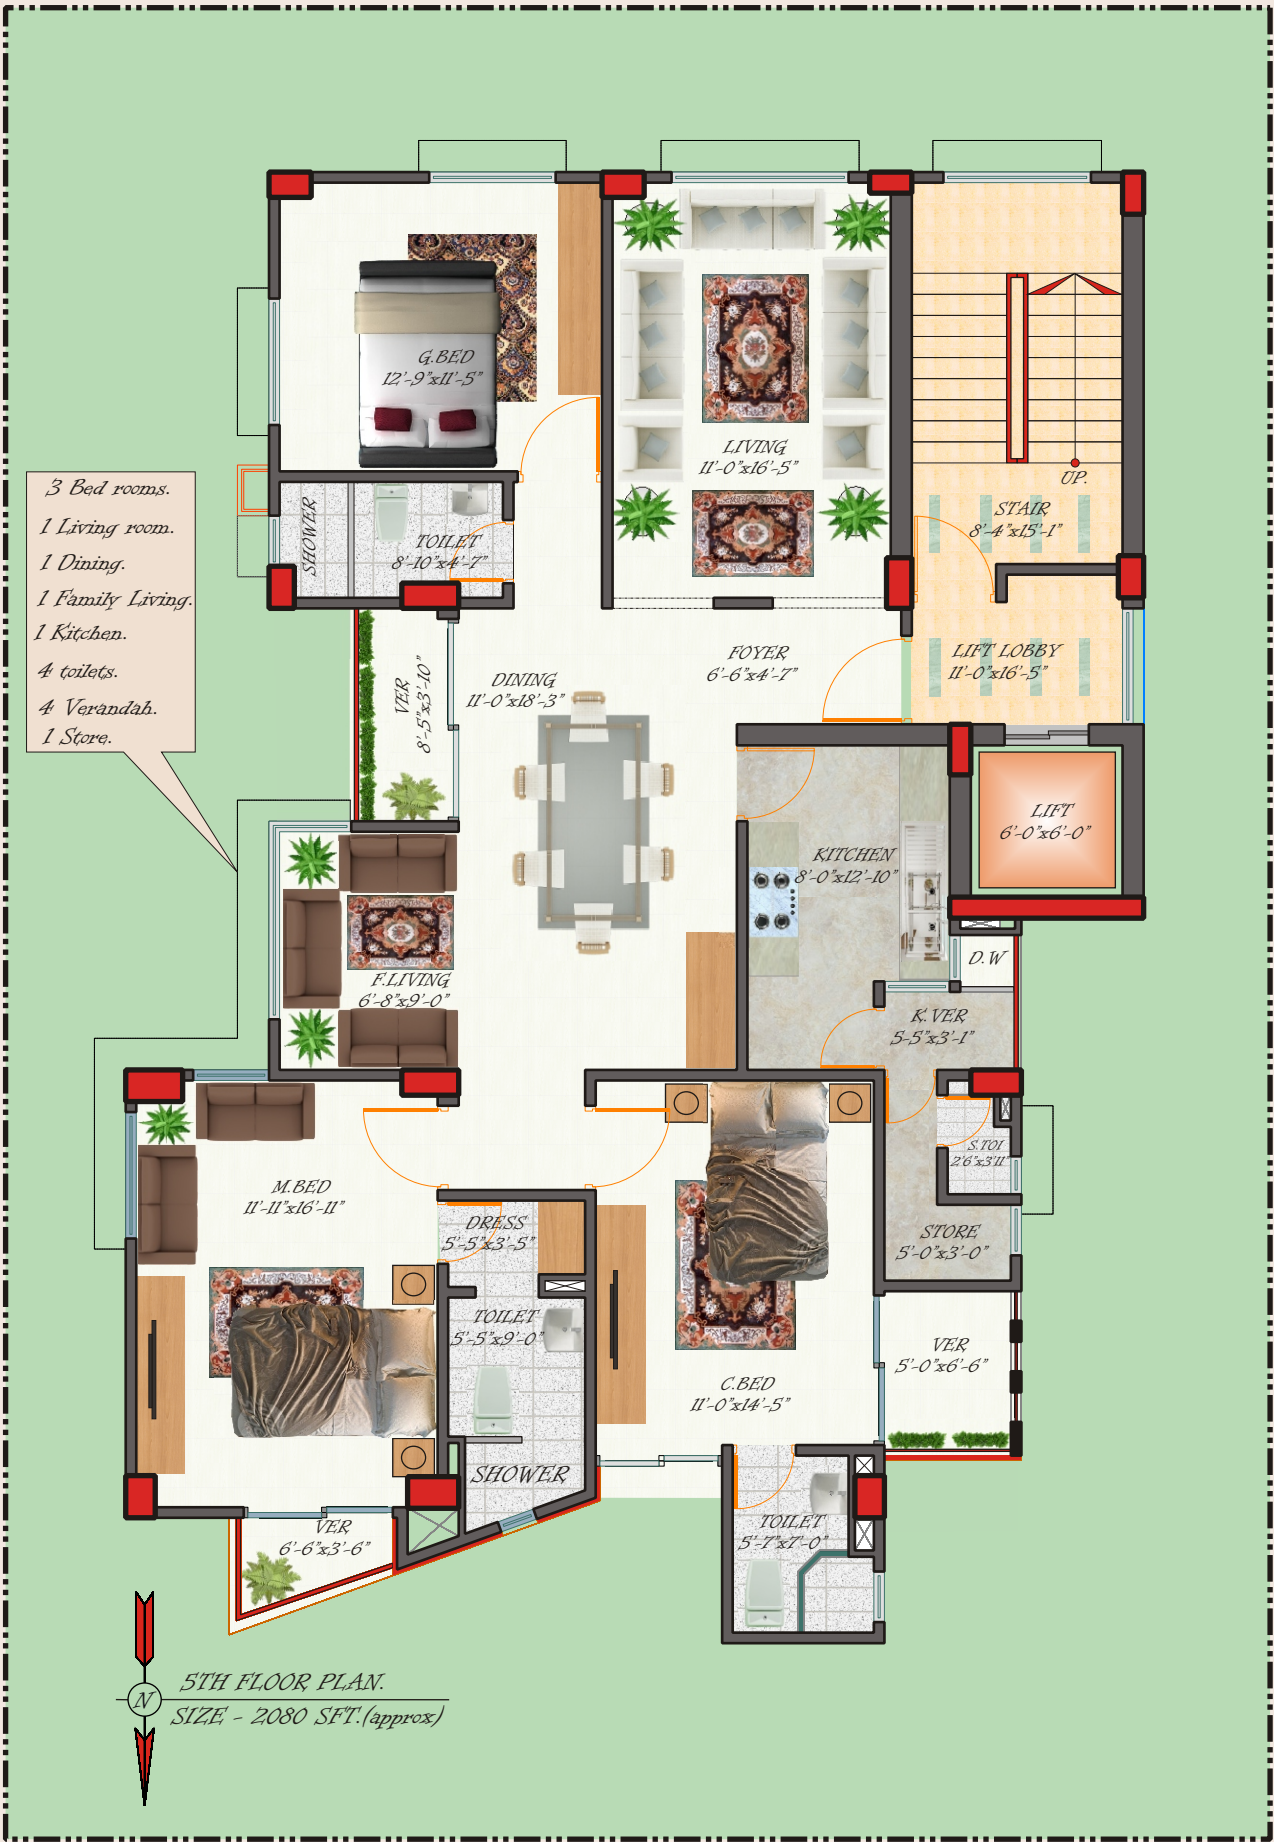 G.BED
12'-9"x11'-5"
LIVING
11'-0"x16'-5"
UP.
STAIR
8'-4"x15'-1"
SHOWER
TOILET
8'-10"x4'-7"
3 Bed rooms.
1 Living room.
1 Dining.
1 Family Living.
1 Kitchen.
4 toilets.
4 Verandah.
1 Store.
VER
8'-5"x3'-10"
DINING
11'-0"x18'-3"
FOYER
6'-6"x4'-7"
LIFT LOBBY
11'-0"x16'-5"
LIFT
6'-0"x6'-0"
KITCHEN
8'-0"x12'-10"
F.LIVING
6'-8"x9'-0"
D.W
K.VER
5-5"x3'-1"
S.TOI
2'6"x3'11"
M.BED
11'-11"x16'-11"
DRESS
5'-5"x3'-5"
STORE
5'-0"x3'-0"
TOILET
5'-5"x9'-0"
VER
5'-0"x6'-6"
C.BED
11'-0"x14'-5"
SHOWER
VER
6'-6"x3'-6"
TOILET
5'-7"x7'-0"
N
5TH FLOOR PLAN.
SIZE - 2080 SFT.(approx)